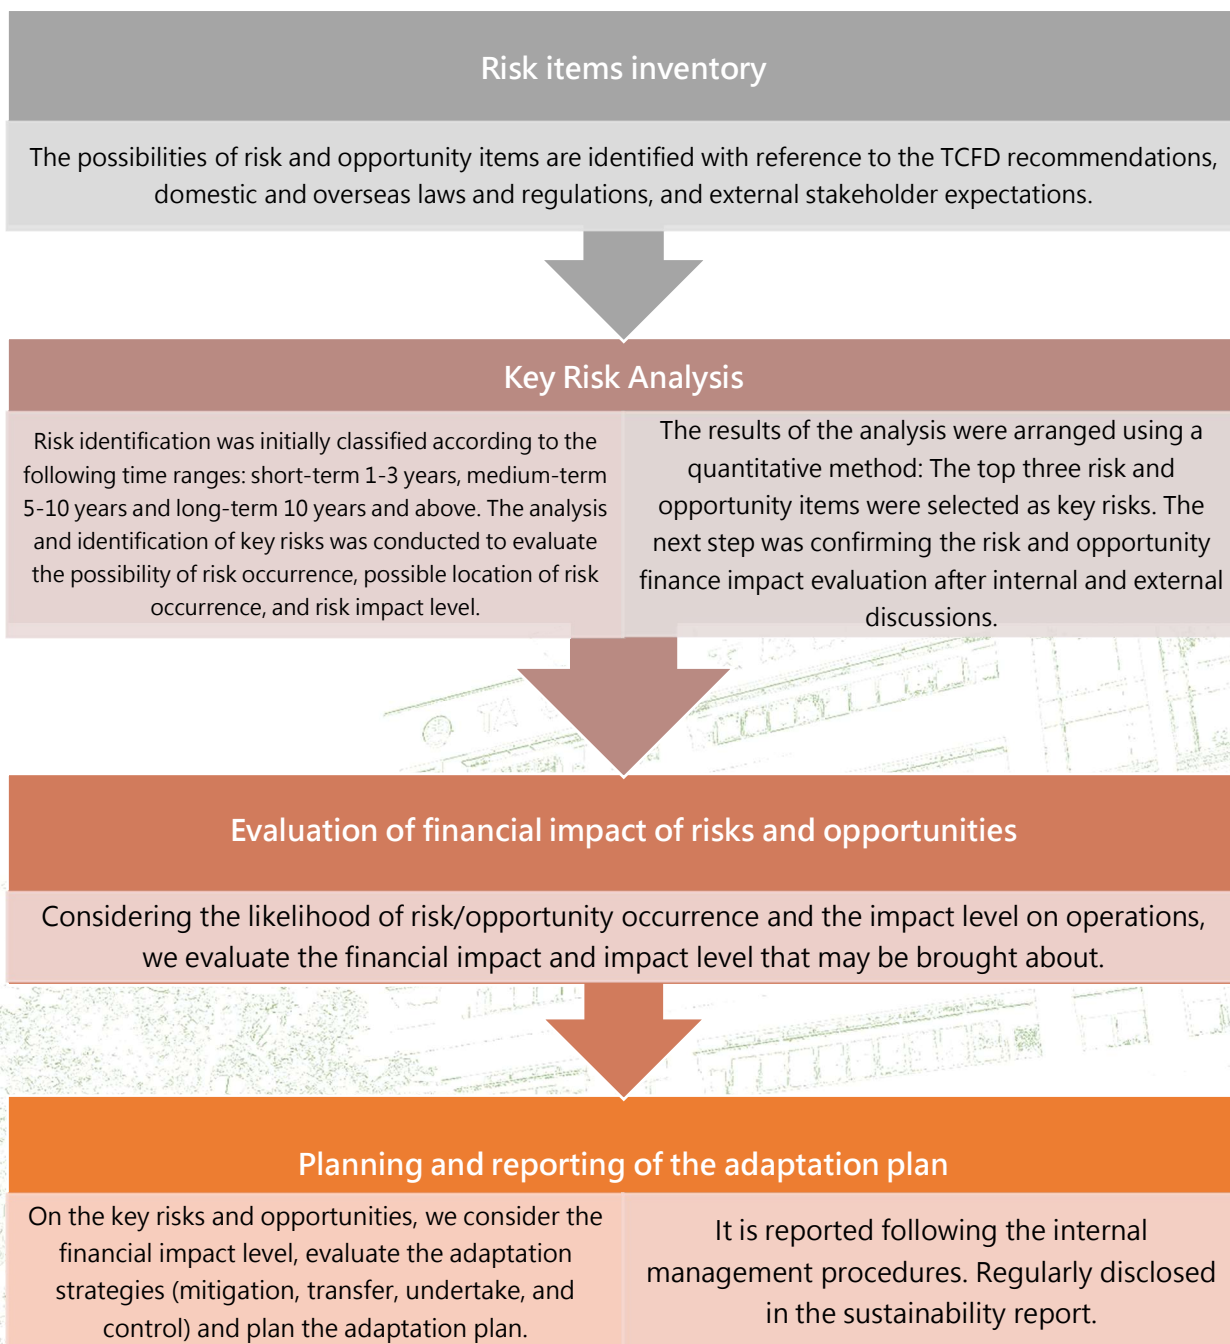 Risk items inventory
The possibilities of risk and opportunity items are identified with reference to the TCFD recommendations,
domestic and overseas laws and regulations, and external stakeholder expectations.
Key Risk Analysis
Risk identification was initially classified according to the
following time ranges: short-term 1-3 years, medium-term
5-10 years and long-term 10 years and above. The analysis
and identification of key risks was conducted to evaluate
the possibility of risk occurrence, possible location of risk
occurrence, and risk impact level.
The results of the analysis were arranged using a
quantitative method: The top three risk and
opportunity items were selected as key risks. The
next step was confirming the risk and opportunity
finance impact evaluation after internal and external
discussions.
Evaluation of financial impact of risks and opportunities
Considering the likelihood of risk/opportunity occurrence and the impact level on operations,
we evaluate the financial impact and impact level that may be brought about.
Planning and reporting of the adaptation plan
On the key risks and opportunities, we consider the
financial impact level, evaluate the adaptation
strategies (mitigation, transfer, undertake, and
control) and plan the adaptation plan.
It is reported following the internal
management procedures. Regularly disclosed
in the sustainability report.